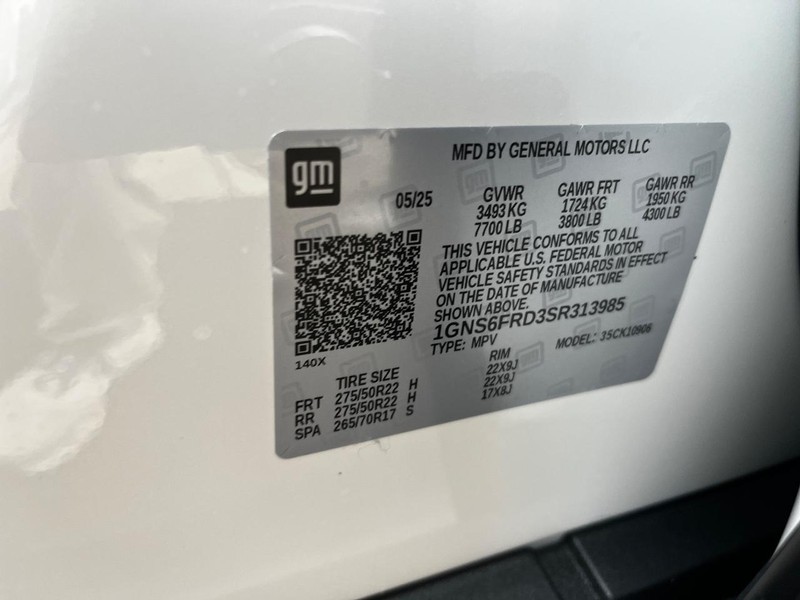 gm
MFD BY GENERAL MOTORS LLC
05/25 GVWR GAWR FRT GAWR RR
3493 KG 1724 KG 1950 KG
7700 LB 3800 LB 4300 LB
THIS VEHICLE CONFORMS TO ALL
APPLICABLE U.S. FEDERAL MOTOR
VEHICLE SAFETY STANDARDS IN EFFECT
ON THE DATE OF MANUFACTURE
SHOWN ABOVE.
1GNS6FRD3SR313985
TYPE: MPV MODEL: 35CK10906
140X
TIRE SIZE RIM
FRT 275/50R22 H 22X9J
RR 275/50R22 H 22X9J
SPA 265/70R17 S 17X8J